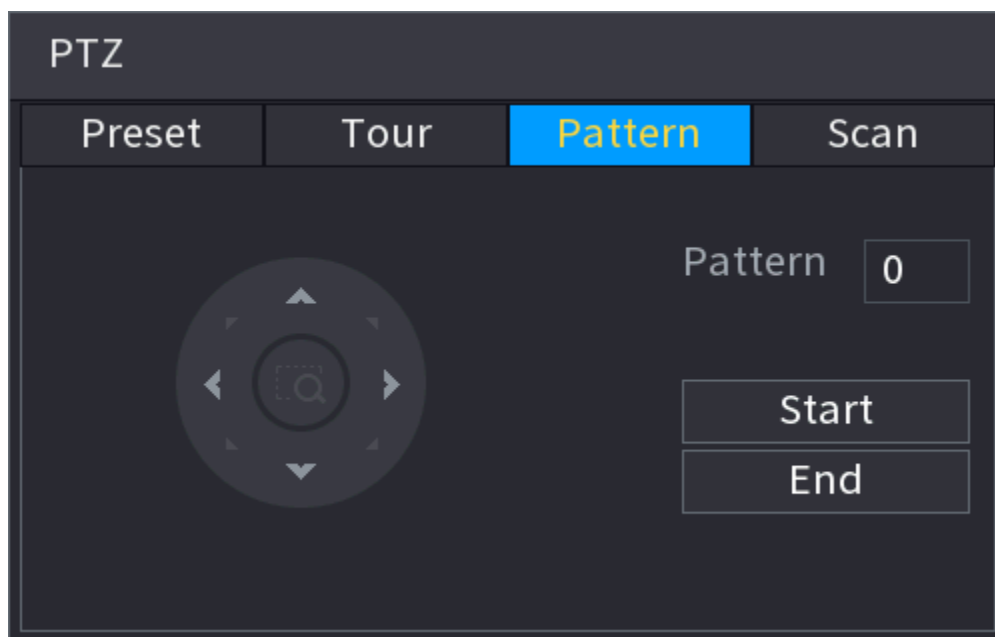 PTZ
Preset Tour Pattern Scan
Pattern 0
Start
End